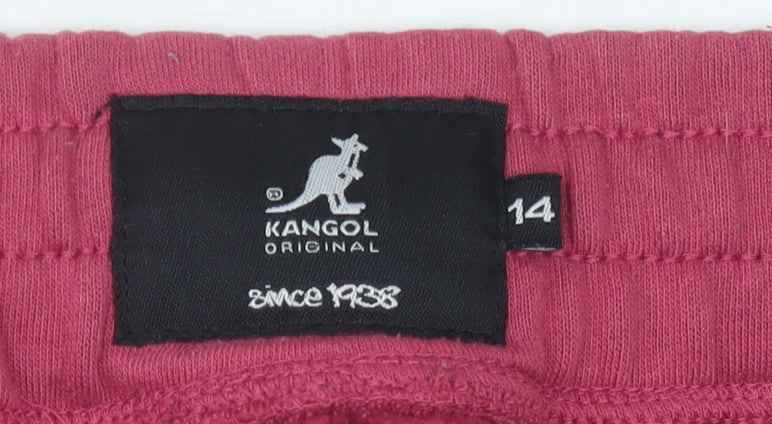 ®
KANGOL
ORIGINAL
since 1938
14